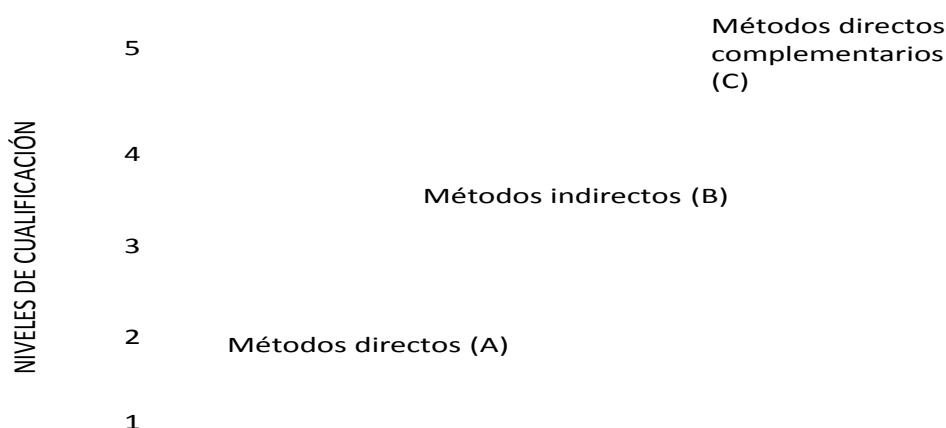 NIVELES DE CUALIFICACIÓN
5
Métodos directos
complementarios
(C)
4
Métodos indirectos (B)
3
2
Métodos directos (A)
1